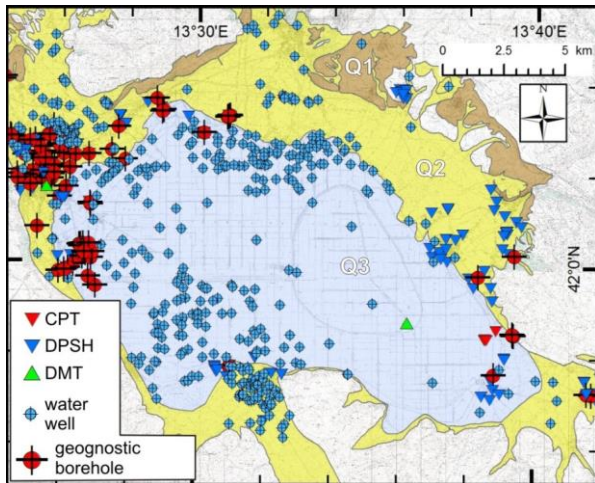 13°30'E
13°40'E
0 2.5 5
km
N
Q1
Q2
Q3
42°0'N
CPT
DPSH
DMT
water
well
geognostic
borehole